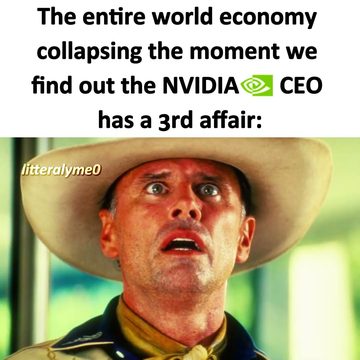 The entire world economy
collapsing the moment we
find out the NVIDIA CEO
has a 3rd affair:
litteralyme0